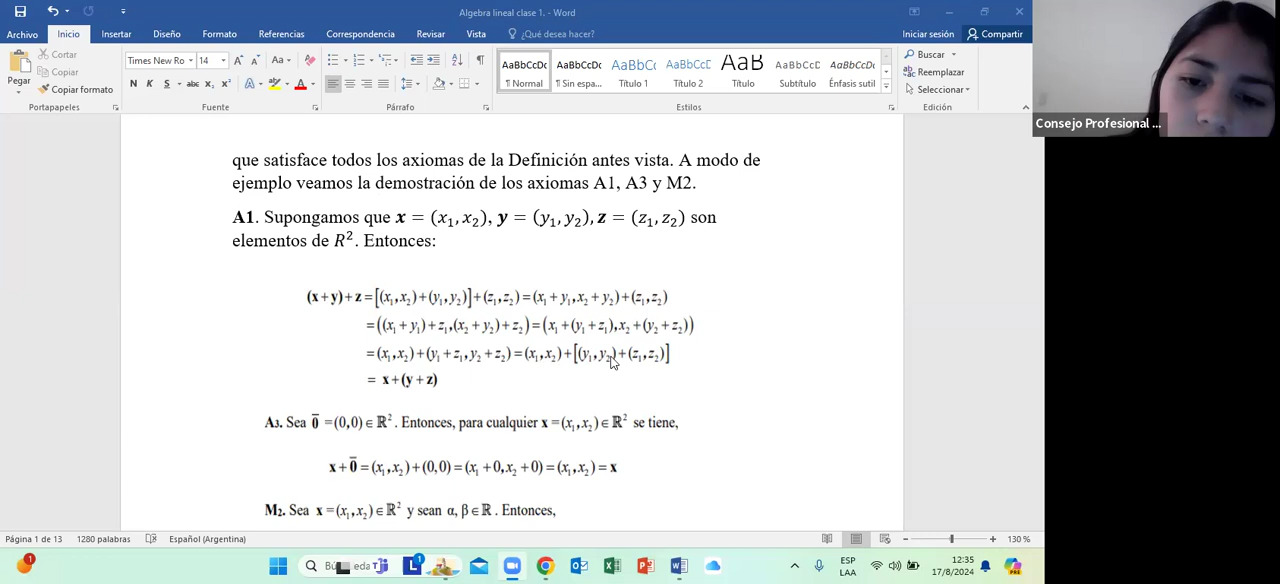 Algebra lineal clase 1. - Word
Archivo Inicio Insertar Diseño Formato Referencias Correspondencia Revisar Vista ¿Qué desea hacer? Iniciar sesión Compartir
Pegar
Cortar
Copiar
Copiar formato
Portapapeles
Times New Ro 14
Fuente
Párrafo
AaBbCcDc AaBbCcDc AaBbCc AaBbCcD AaB AaBbCcD AaBbCcDc
¶ Normal ¶ Sin espa... Título 1 Título 2 Título Subtítulo Énfasis sutil
Estilos
Buscar
Reemplazar
Seleccionar
Edición
Consejo Profesional ...
que satisface todos los axiomas de la Definición antes vista. A modo de
ejemplo veamos la demostración de los axiomas A1, A3 y M2.
A1. Supongamos que x = (x₁, x₂), y = (y₁, y₂), z = (z₁, z₂) son
elementos de R². Entonces:
(x+y)+z = [(x₁,x₂)+(y₁,y₂)]+(z₁,z₂) = (x₁+y₁,x₂+y₂)+(z₁,z₂)
= ((x₁+y₁)+z₁,(x₂+y₂)+z₂) = (x₁+(y₁+z₁),x₂+(y₂+z₂))
= (x₁,x₂)+(y₁+z₁,y₂+z₂) = (x₁,x₂)+[(y₁,y₂)+(z₁,z₂)]
= x+(y+z)
A₃. Sea 0̄ = (0,0) ∈ ℝ². Entonces, para cualquier x = (x₁,x₂) ∈ ℝ² se tiene,
x+0̄ = (x₁,x₂)+(0,0) = (x₁+0,x₂+0) = (x₁,x₂) = x
M₂. Sea x = (x₁,x₂) ∈ ℝ² y sean α, β ∈ ℝ. Entonces,
Página 1 de 13 1280 palabras Español (Argentina) 130 %
ESP
LAA
12:35
17/8/2024